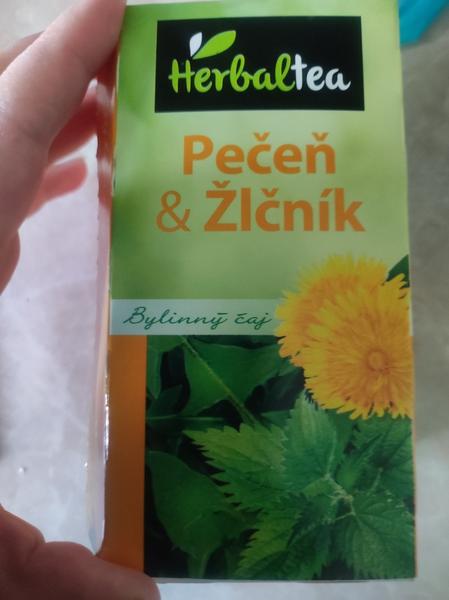 Herbaltea
Pečeň
& Žlčník
Bylinný čaj